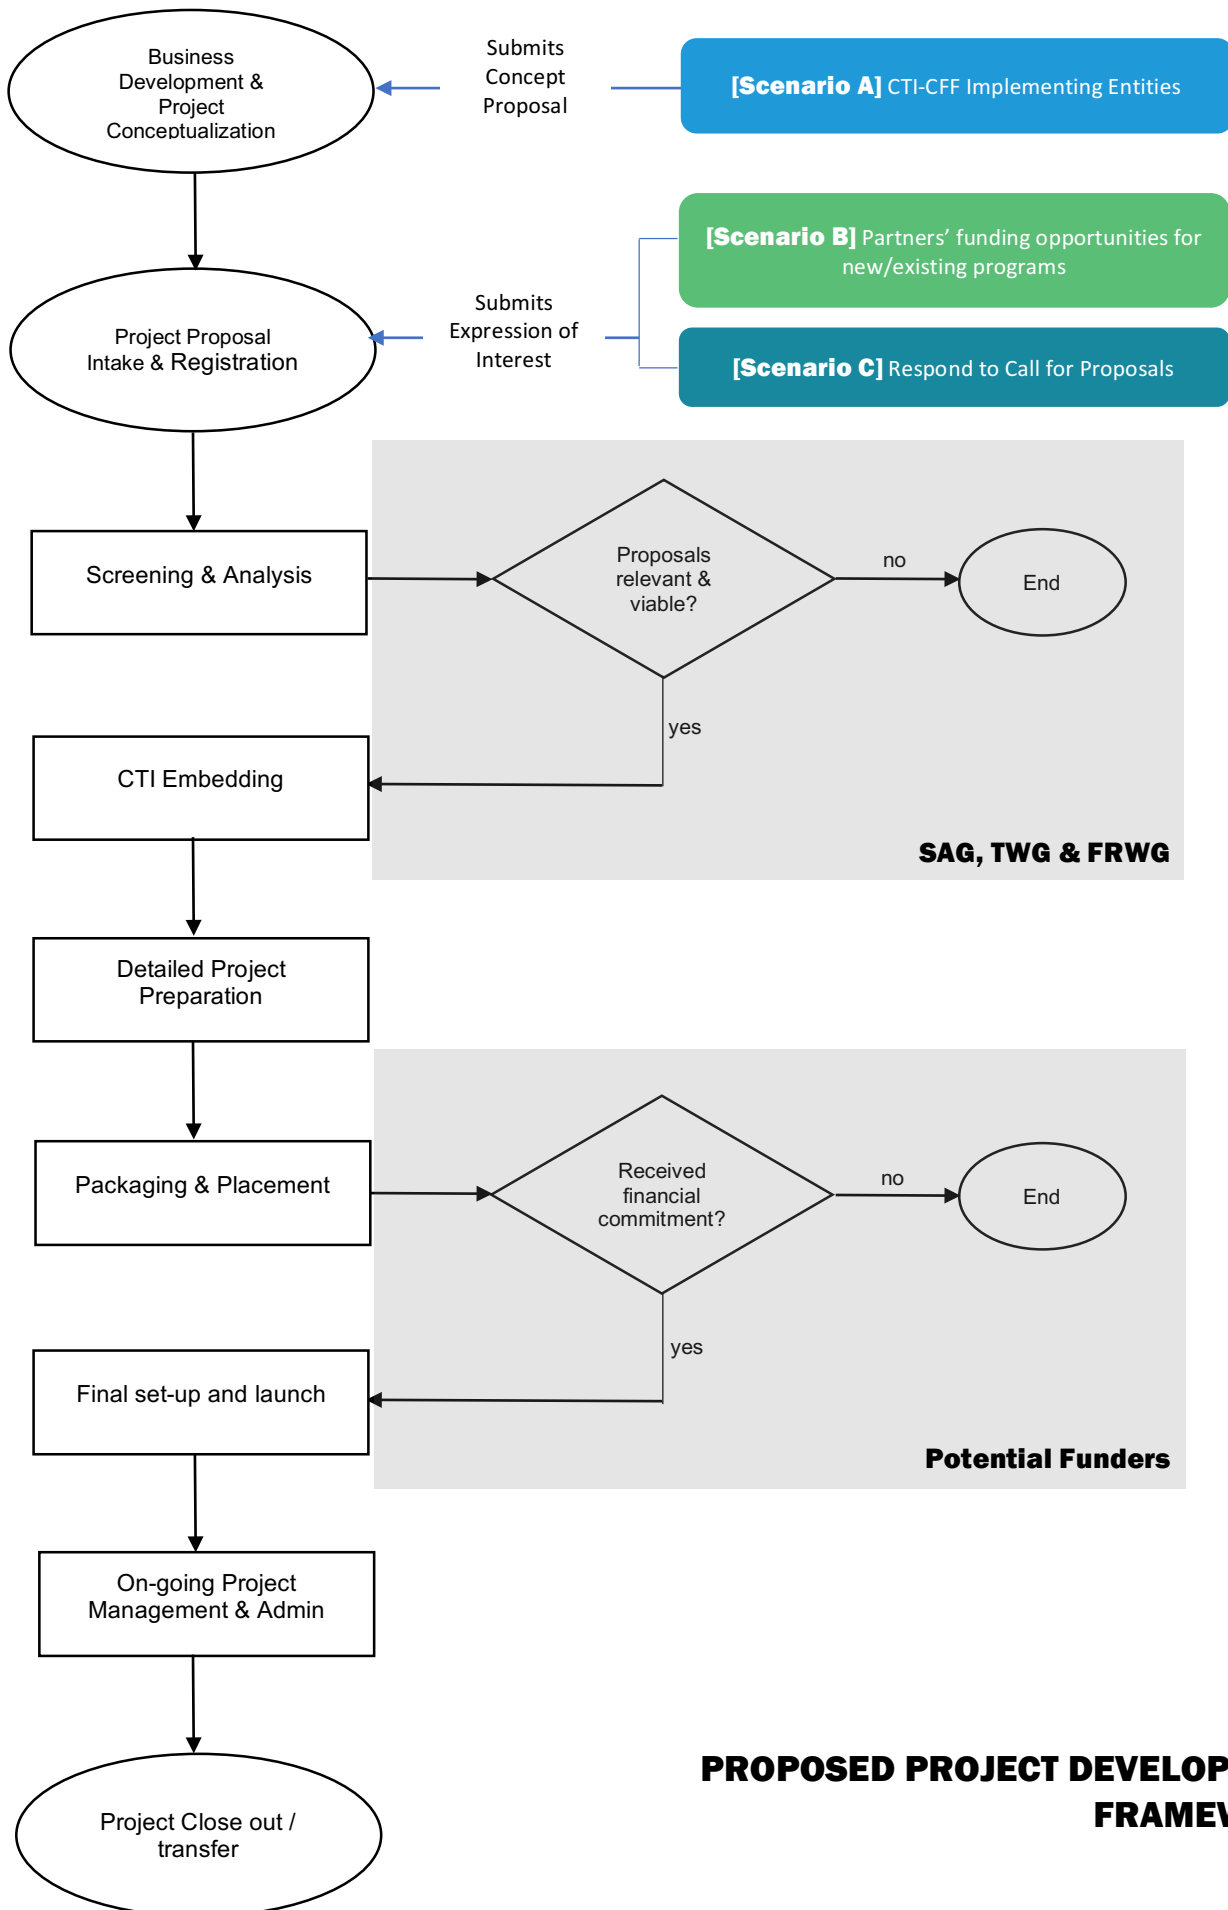 Business
Development &
Project
Conceptualization
Submits
Concept
Proposal
[Scenario A] CTI-CFF Implementing Entities
[Scenario B] Partners’ funding opportunities for
new/existing programs
Submits
Expression of
Interest
Project Proposal
Intake & Registration
[Scenario C] Respond to Call for Proposals
Screening & Analysis
Proposals
relevant &
viable?
no
End
yes
CTI Embedding
SAG, TWG & FRWG
Detailed Project
Preparation
Packaging & Placement
Received
financial
commitment?
no
End
yes
Final set-up and launch
Potential Funders
On-going Project
Management & Admin
PROPOSED PROJECT DEVELOP
Project Close out /
transfer